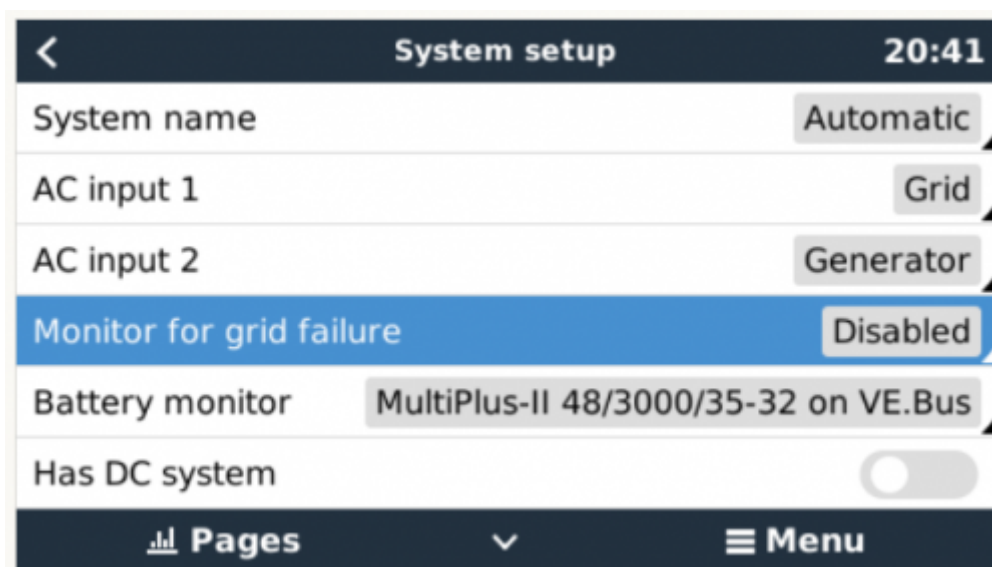 System setup 20:41
System name Automatic
AC input 1 Grid
AC input 2 Generator
Monitor for grid failure Disabled
Battery monitor MultiPlus-II 48/3000/35-32 on VE.Bus
Has DC system
Pages Menu